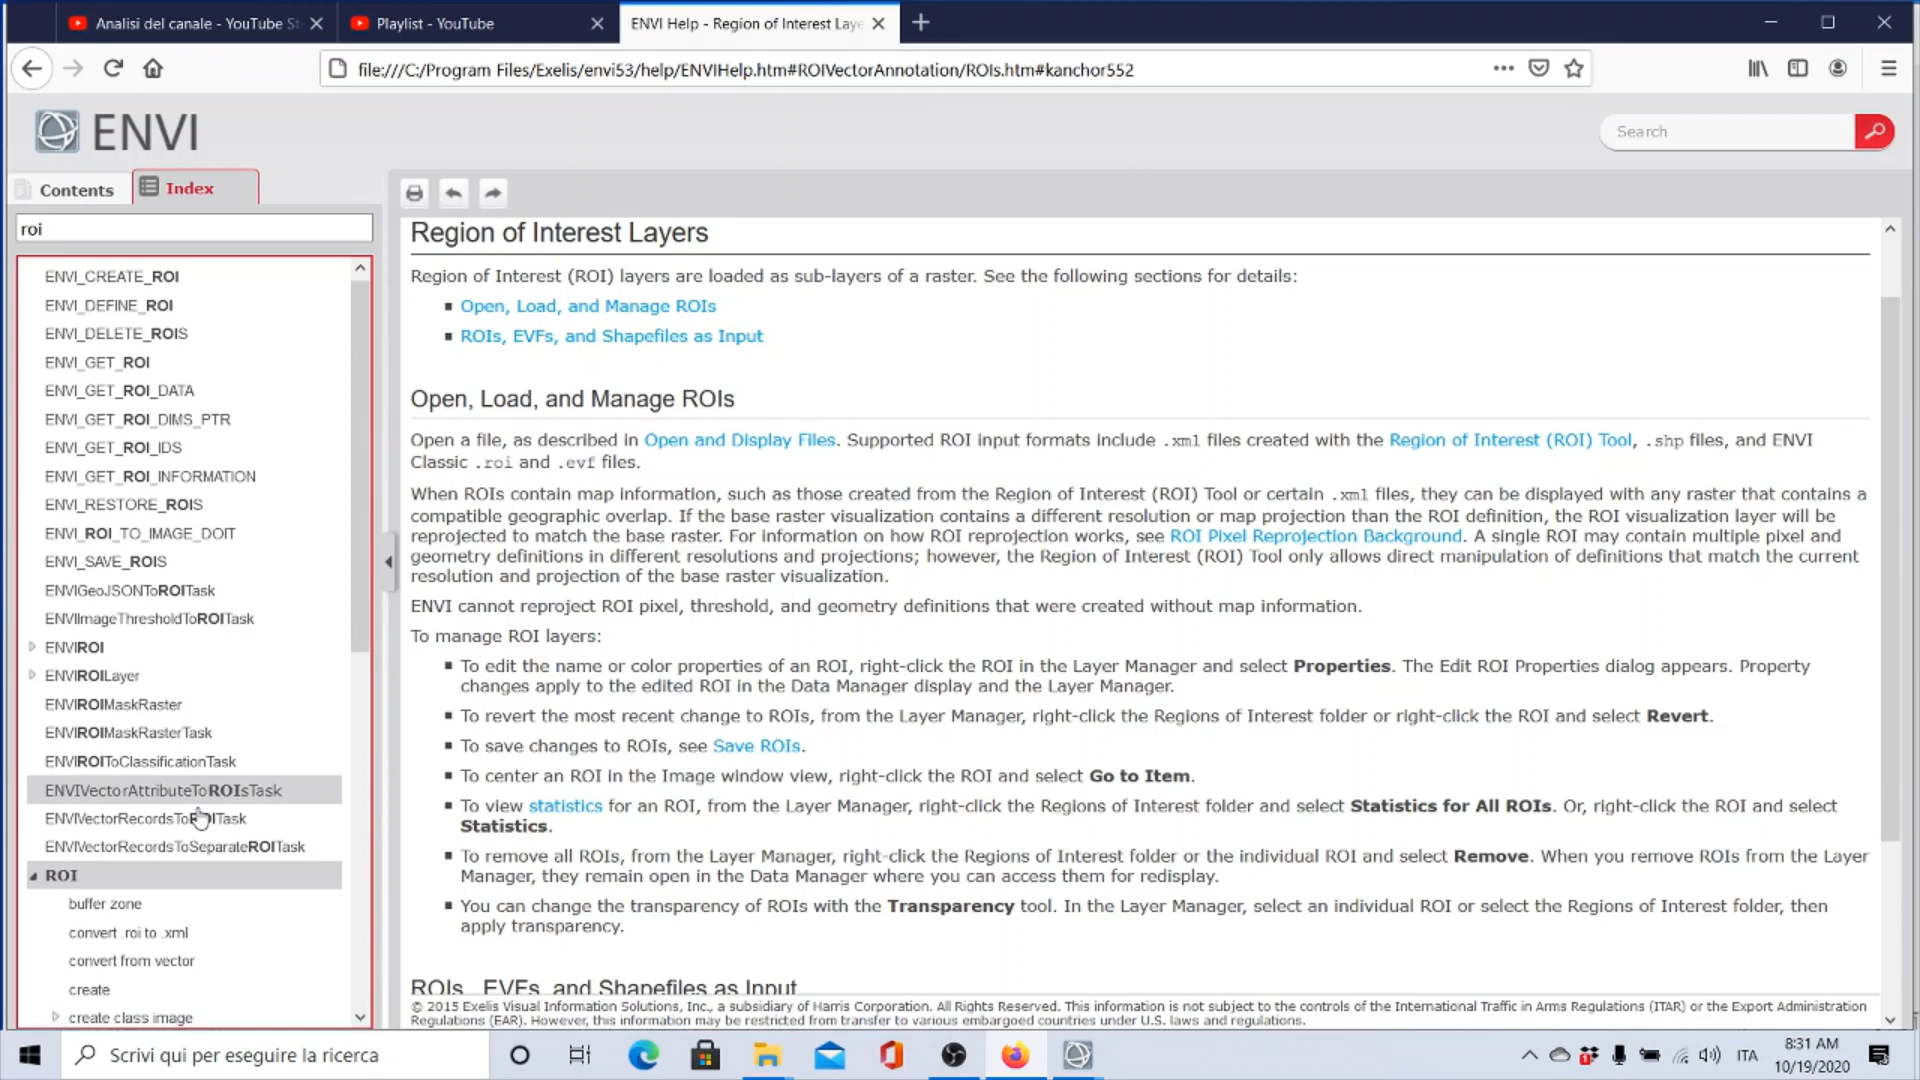 Analisi del canale - YouTube St
Playlist - YouTube
ENVI Help - Region of Interest Laye
file:///C:/Program Files/Exelis/envi53/help/ENVIHelp.htm#ROIVectorAnnotation/ROIs.htm#kanchor552
ENVI
Search
Contents
Index
roi
ENVI_CREATE_ROI
ENVI_DEFINE_ROI
ENVI_DELETE_ROIS
ENVI_GET_ROI
ENVI_GET_ROI_DATA
ENVI_GET_ROI_DIMS_PTR
ENVI_GET_ROI_IDS
ENVI_GET_ROI_INFORMATION
ENVI_RESTORE_ROIS
ENVI_ROI_TO_IMAGE_DOIT
ENVI_SAVE_ROIS
ENVIGeoJSONToROITask
ENVIImageThresholdToROITask
ENVIROI
ENVIROILayer
ENVIROIMaskRaster
ENVIROIMaskRasterTask
ENVIROIToClassificationTask
ENVIVectorAttributeToROIsTask
ENVIVectorRecordsToROITask
ENVIVectorRecordsToSeparateROITask
ROI
buffer zone
convert .roi to .xml
convert from vector
create
create class image
Region of Interest Layers
Region of Interest (ROI) layers are loaded as sub-layers of a raster. See the following sections for details:
Open, Load, and Manage ROIs
ROIs, EVFs, and Shapefiles as Input
Open, Load, and Manage ROIs
Open a file, as described in Open and Display Files. Supported ROI input formats include .xml files created with the Region of Interest (ROI) Tool, .shp files, and ENVI
Classic .roi and .evf files.
When ROIs contain map information, such as those created from the Region of Interest (ROI) Tool or certain .xml files, they can be displayed with any raster that contains a
compatible geographic overlap. If the base raster visualization contains a different resolution or map projection than the ROI definition, the ROI visualization layer will be
reprojected to match the base raster. For information on how ROI reprojection works, see ROI Pixel Reprojection Background. A single ROI may contain multiple pixel and
geometry definitions in different resolutions and projections; however, the Region of Interest (ROI) Tool only allows direct manipulation of definitions that match the current
resolution and projection of the base raster visualization.
ENVI cannot reproject ROI pixel, threshold, and geometry definitions that were created without map information.
To manage ROI layers:
To edit the name or color properties of an ROI, right-click the ROI in the Layer Manager and select Properties. The Edit ROI Properties dialog appears. Property
changes apply to the edited ROI in the Data Manager display and the Layer Manager.
To revert the most recent change to ROIs, from the Layer Manager, right-click the Regions of Interest folder or right-click the ROI and select Revert.
To save changes to ROIs, see Save ROIs.
To center an ROI in the Image window view, right-click the ROI and select Go to Item.
To view statistics for an ROI, from the Layer Manager, right-click the Regions of Interest folder and select Statistics for All ROIs. Or, right-click the ROI and select
Statistics.
To remove all ROIs, from the Layer Manager, right-click the Regions of Interest folder or the individual ROI and select Remove. When you remove ROIs from the Layer
Manager, they remain open in the Data Manager where you can access them for redisplay.
You can change the transparency of ROIs with the Transparency tool. In the Layer Manager, select an individual ROI or select the Regions of Interest folder, then
apply transparency.
ROIs, EVFs, and Shapefiles as Input
© 2015 Exelis Visual Information Solutions, Inc., a subsidiary of Harris Corporation. All Rights Reserved. This information is not subject to the controls of the International Traffic in Arms Regulations (ITAR) or the Export Administration
Regulations (EAR). However, this information may be restricted from transfer to various embargoed countries under U.S. laws and regulations.
Scrivi qui per eseguire la ricerca
ITA
8:31 AM
10/19/2020